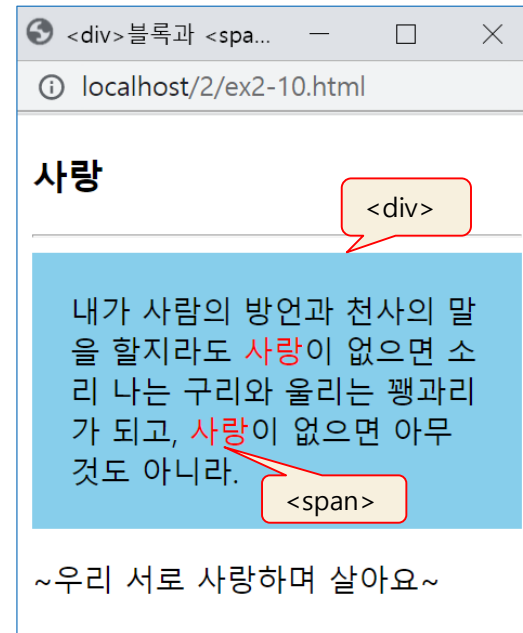 <div>블록과 <spa...
localhost/2/ex2-10.html
사랑
<div>
내가 사람의 방언과 천사의 말
을 할지라도 사랑이 없으면 소
리 나는 구리와 울리는 꽹과리
가 되고, 사랑이 없으면 아무
것도 아니라.
<span>
~우리 서로 사랑하며 살아요~